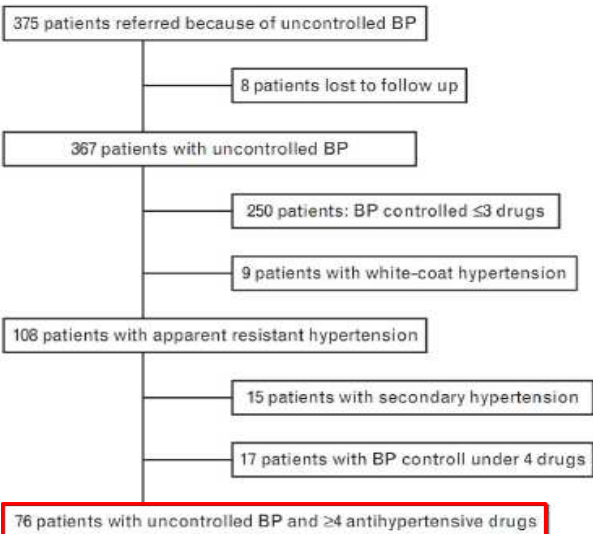 375 patients referred because of uncontrolled BP
8 patients lost to follow up
367 patients with uncontrolled BP
250 patients: BP controlled ≤3 drugs
9 patients with white-coat hypertension
108 patients with apparent resistant hypertension
15 patients with secondary hypertension
17 patients with BP controll under 4 drugs
76 patients with uncontrolled BP and ≥4 antihypertensive drugs